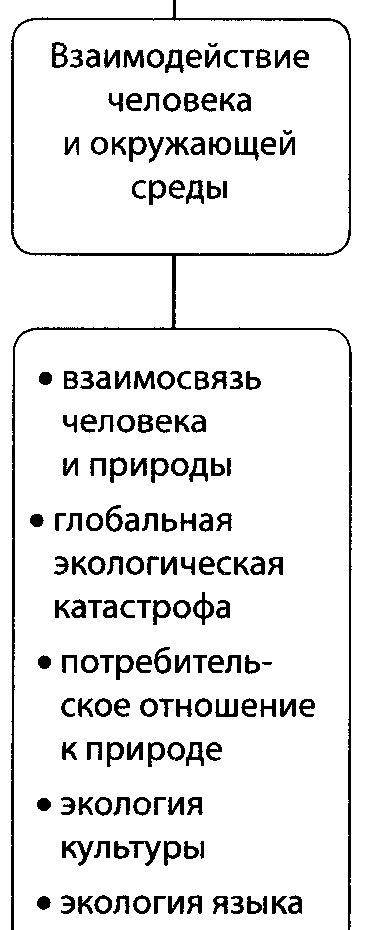 Взаимодействие
человека
и окружающей
среды
• взаимосвязь
человека
и природы
• глобальная
экологическая
катастрофа
• потребитель-
ское отношение
к природе
• экология
культуры
• экология языка